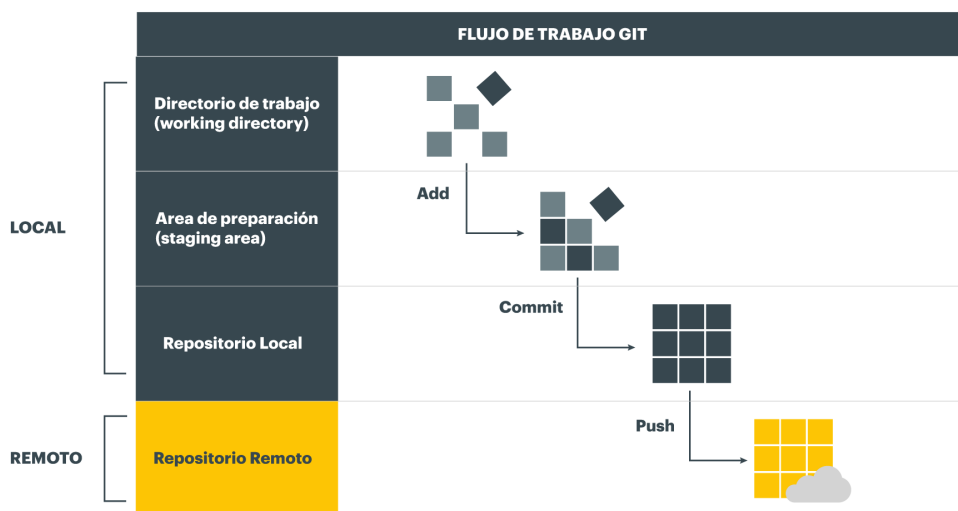 FLUJO DE TRABAJO GIT
LOCAL
Directorio de trabajo
(working directory)
Add
Area de preparación
(staging area)
Commit
Repositorio Local
Push
REMOTO
Repositorio Remoto